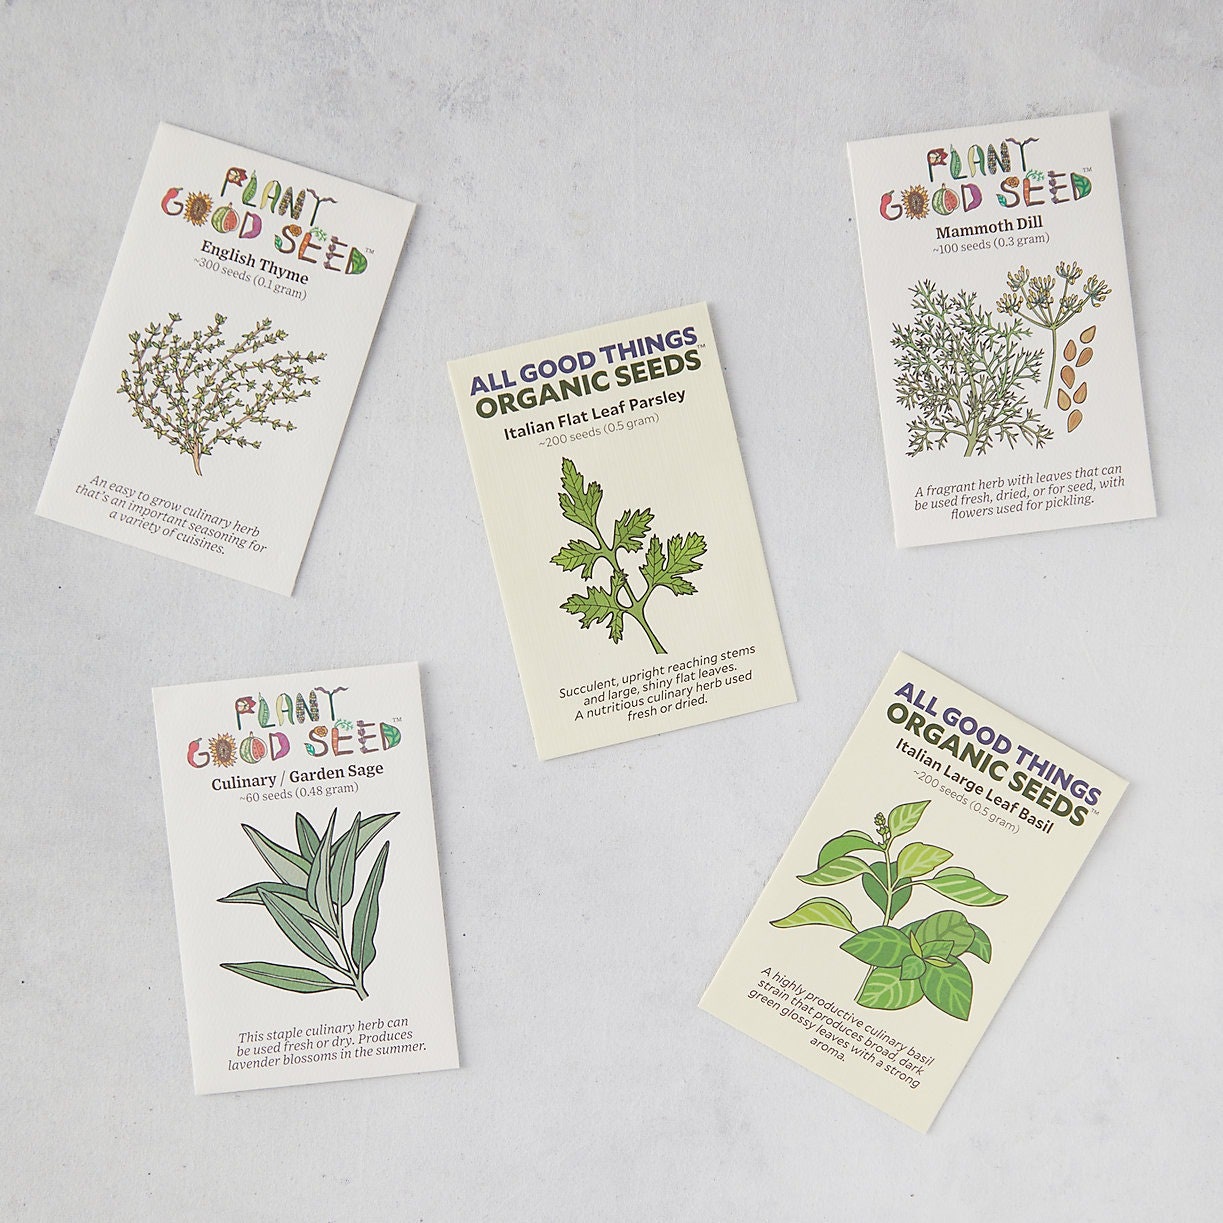 PLANT
GOOD SEED™
English Thyme
~300 seeds (0.1 gram)
An easy to grow culinary herb
that's an important seasoning for
a variety of cuisines.
PLANT
GOOD SEED™
Mammoth Dill
~100 seeds (0.3 gram)
A fragrant herb with leaves that can
be used fresh, dried, or for seed, with
flowers used for pickling.
ALL GOOD THINGS
ORGANIC SEEDS™
Italian Flat Leaf Parsley
~200 seeds (0.5 gram)
Succulent, upright reaching stems
and large, shiny flat leaves.
A nutritious culinary herb used
fresh or dried.
PLANT
GOOD SEED™
Culinary / Garden Sage
~60 seeds (0.48 gram)
This staple culinary herb can
be used fresh or dry. Produces
lavender blossoms in the summer.
ALL GOOD THINGS
ORGANIC SEEDS™
Italian Large Leaf Basil
~200 seeds (0.5 gram)
A highly productive culinary basil
strain that produces broad, dark
green glossy leaves with a strong
aroma.